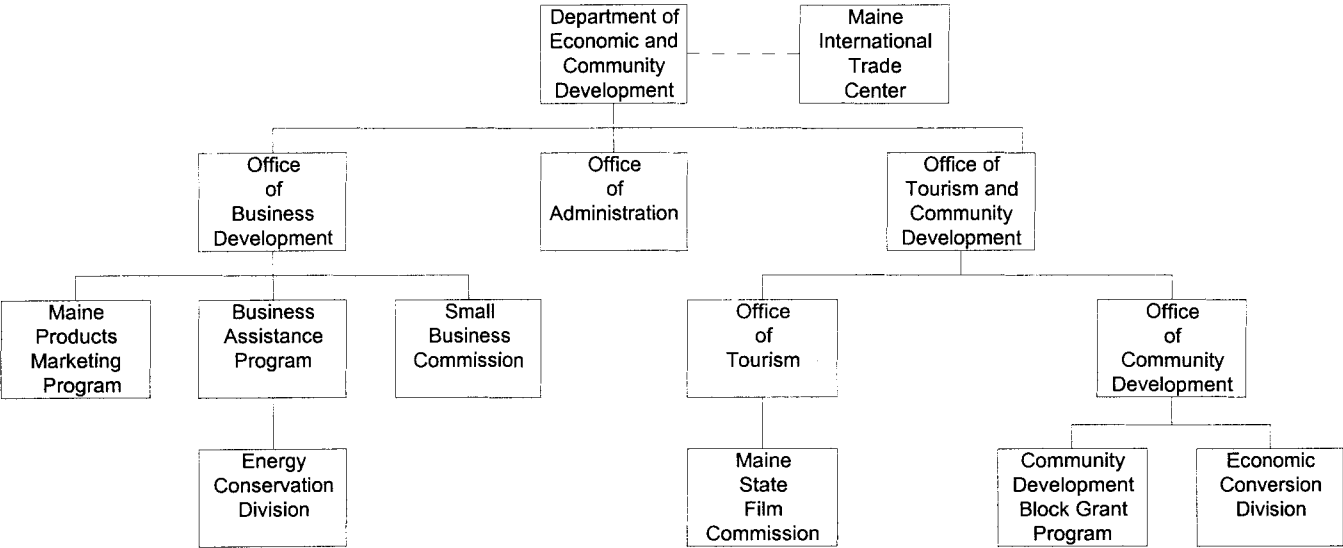 Department of
Economic and
Community
Development
Maine
International
Trade
Center
Office
of
Business
Development
Office
of
Administration
Office of
Tourism and
Community
Development
Maine
Products
Marketing
Program
Business
Assistance
Program
Small
Business
Commission
Office
of
Tourism
Office
of
Community
Development
Energy
Conservation
Division
Maine
State
Film
Commission
Community
Development
Block Grant
Program
Economic
Conversion
Division